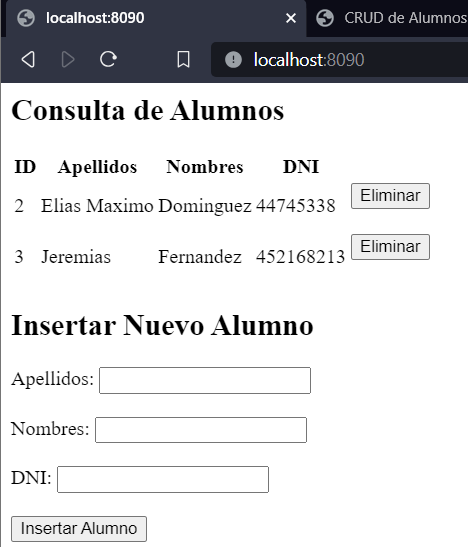 localhost:8090 × CRUD de Alumnos
localhost:8090
Consulta de Alumnos
ID Apellidos Nombres DNI
2 Elias Maximo Dominguez 44745338 Eliminar
3 Jeremias Fernandez 452168213 Eliminar
Insertar Nuevo Alumno
Apellidos:
Nombres:
DNI:
Insertar Alumno